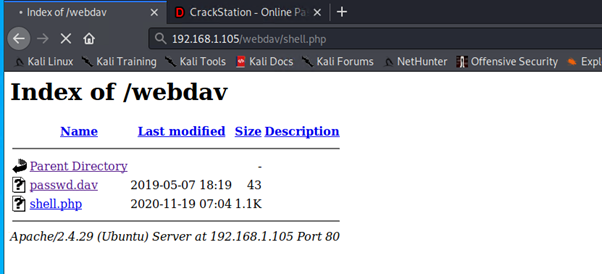 Index of /webdav
CrackStation - Online Pa
192.168.1.105/webdav/shell.php
Kali Linux Kali Training Kali Tools Kali Docs Kali Forums NetHunter Offensive Security Expl
Index of /webdav
Name Last modified Size Description
Parent Directory -
passwd.dav 2019-05-07 18:19 43
shell.php 2020-11-19 07:04 1.1K
Apache/2.4.29 (Ubuntu) Server at 192.168.1.105 Port 80